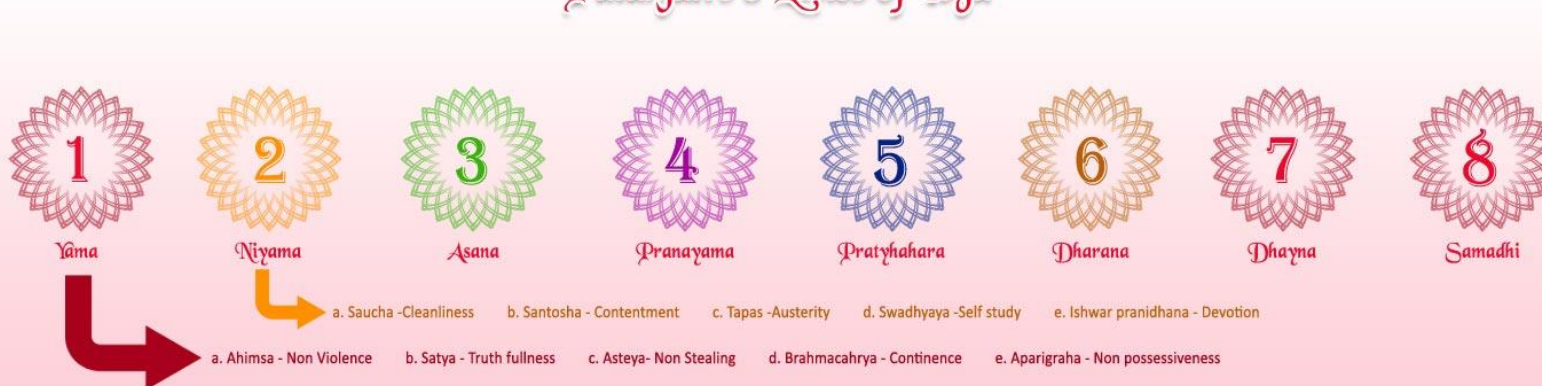 1 2 3 4 5 6 7 8
Yama Niyama Asana Pranayama Pratyhahara Dharana Dhayna Samadhi
a. Saucha -Cleanliness b. Santosha - Contentment c. Tapas -Austerity d. Swadhyaya -Self study e. Ishwar pranidhana - Devotion
a. Ahimsa - Non Violence b. Satya - Truth fullness c. Asteya- Non Stealing d. Brahmacahrya - Continence e. Aparigraha - Non possessiveness